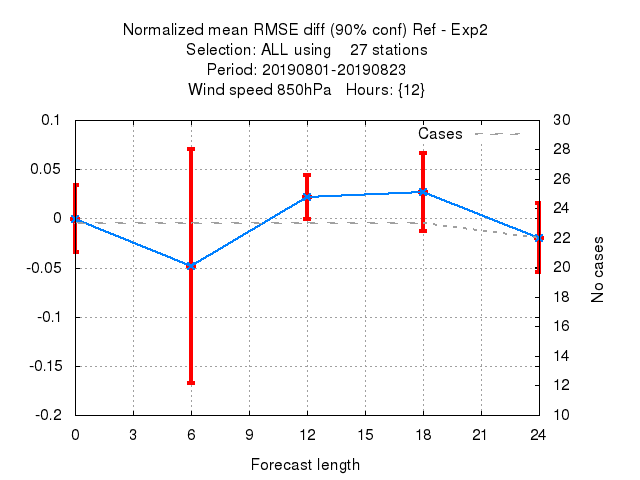 Normalized mean RMSE diff (90% conf) Ref - Exp2
Selection: ALL using    27 stations
Period: 20190801-20190823
Wind speed 850hPa   Hours: {12}
0.1
0.05
0
-0.05
-0.1
-0.15
-0.2
Cases
30
28
26
24
22
20
18
16
14
12
10
No cases
0 3 6 9 12 15 18 21 24
Forecast length